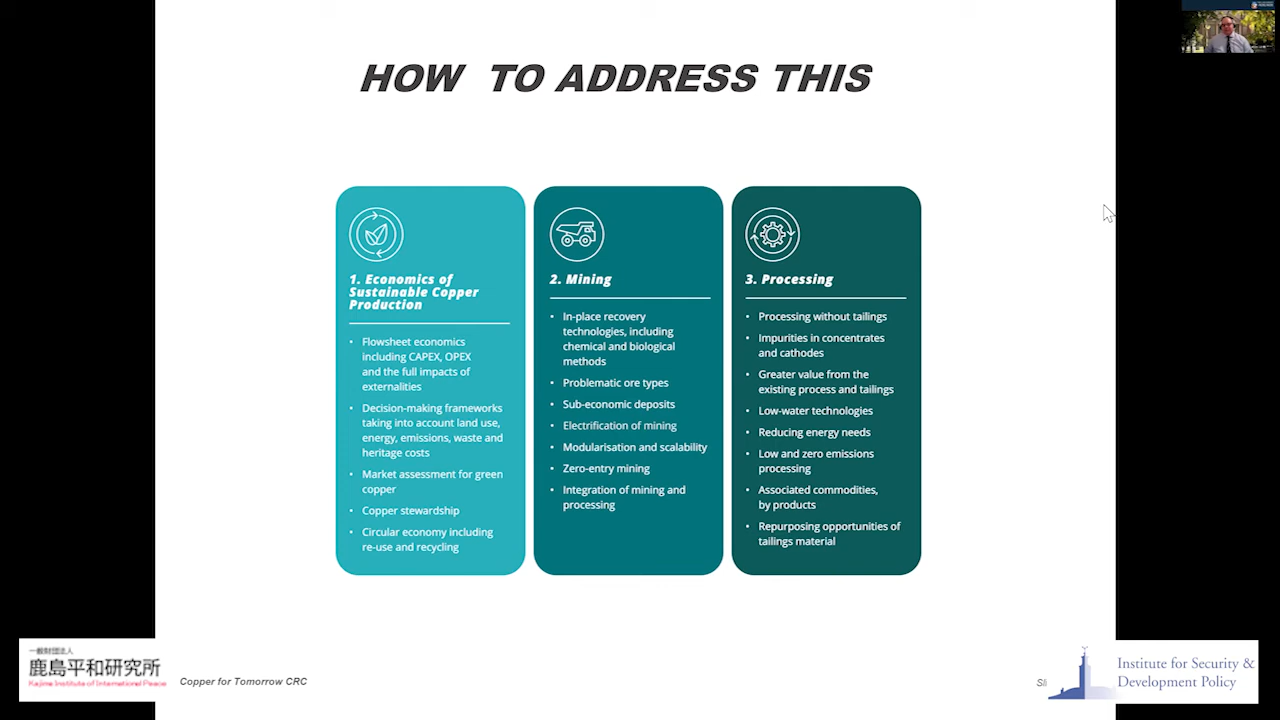 HOW TO ADDRESS THIS
1. Economics of
Sustainable Copper
Production
• Flowsheet economics
including CAPEX, OPEX
and the full impacts of
externalities
• Decision-making frameworks
taking into account land use,
energy, emissions, waste and
heritage costs
• Market assessment for green
copper
• Copper stewardship
• Circular economy including
re-use and recycling
2. Mining
• In-place recovery
technologies, including
chemical and biological
methods
• Problematic ore types
• Sub-economic deposits
• Electrification of mining
• Modularisation and scalability
• Zero-entry mining
• Integration of mining and
processing
3. Processing
• Processing without tailings
• Impurities in concentrates
and cathodes
• Greater value from the
existing process and tailings
• Low-water technologies
• Reducing energy needs
• Low and zero emissions
processing
• Associated commodities,
by products
• Repurposing opportunities of
tailings material
一般財団法人
鹿島平和研究所
Kajima Institute of International Peace
Copper for Tomorrow CRC
Sli
Institute for Security &
Development Policy